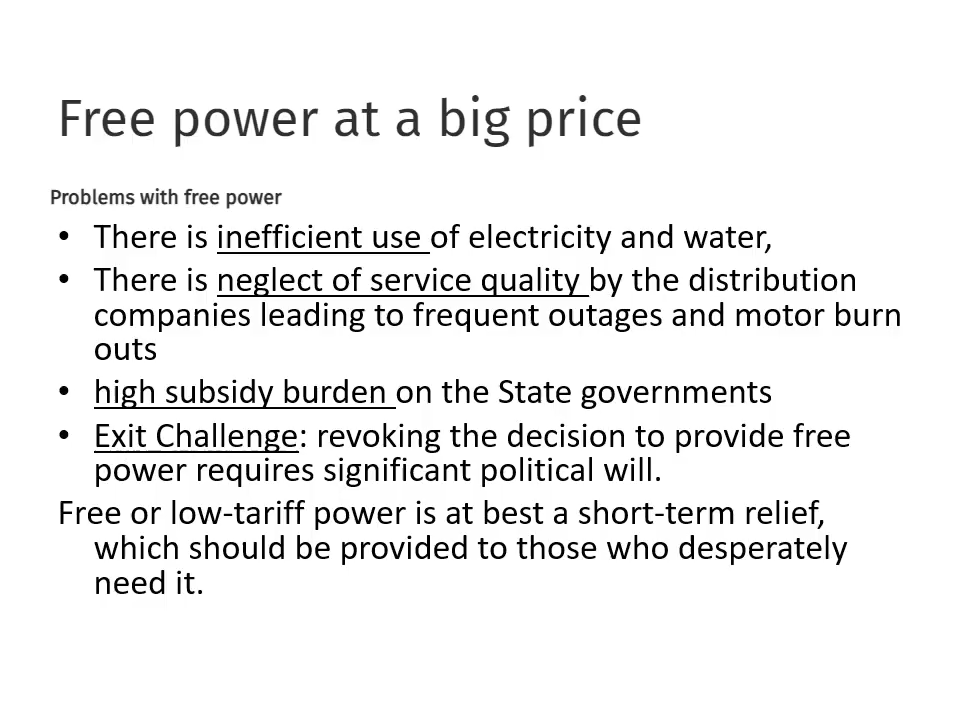 Free power at a big price
Problems with free power
• There is inefficient use of electricity and water,
• There is neglect of service quality by the distribution
companies leading to frequent outages and motor burn
outs
• high subsidy burden on the State governments
• Exit Challenge: revoking the decision to provide free
power requires significant political will.
Free or low-tariff power is at best a short-term relief,
which should be provided to those who desperately
need it.